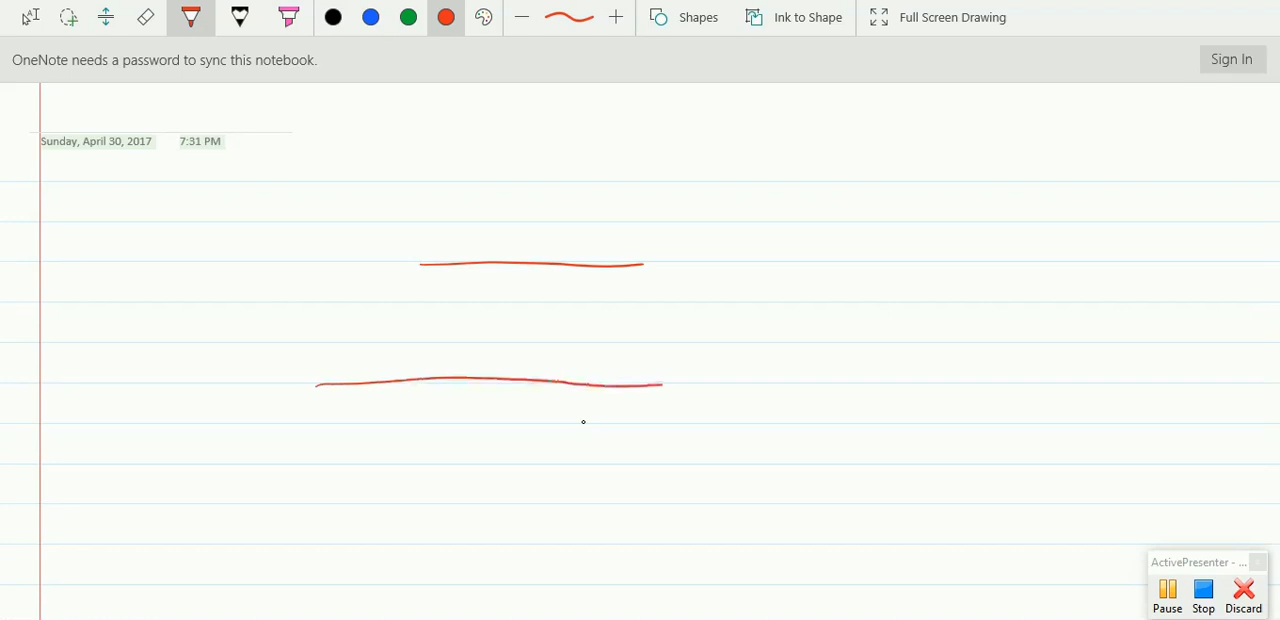 Shapes Ink to Shape Full Screen Drawing
OneNote needs a password to sync this notebook. Sign In
Sunday, April 30, 2017 7:31 PM
ActivePresenter - ...
Pause Stop Discard